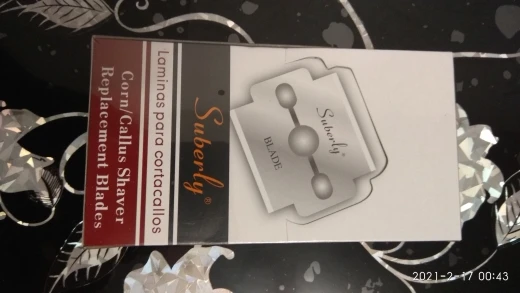 Suberly®
BLADE
Suberly®
Laminas para cortacallos
Corn/Callus Shaver
Replacement Blades
2021-2-17 00:43